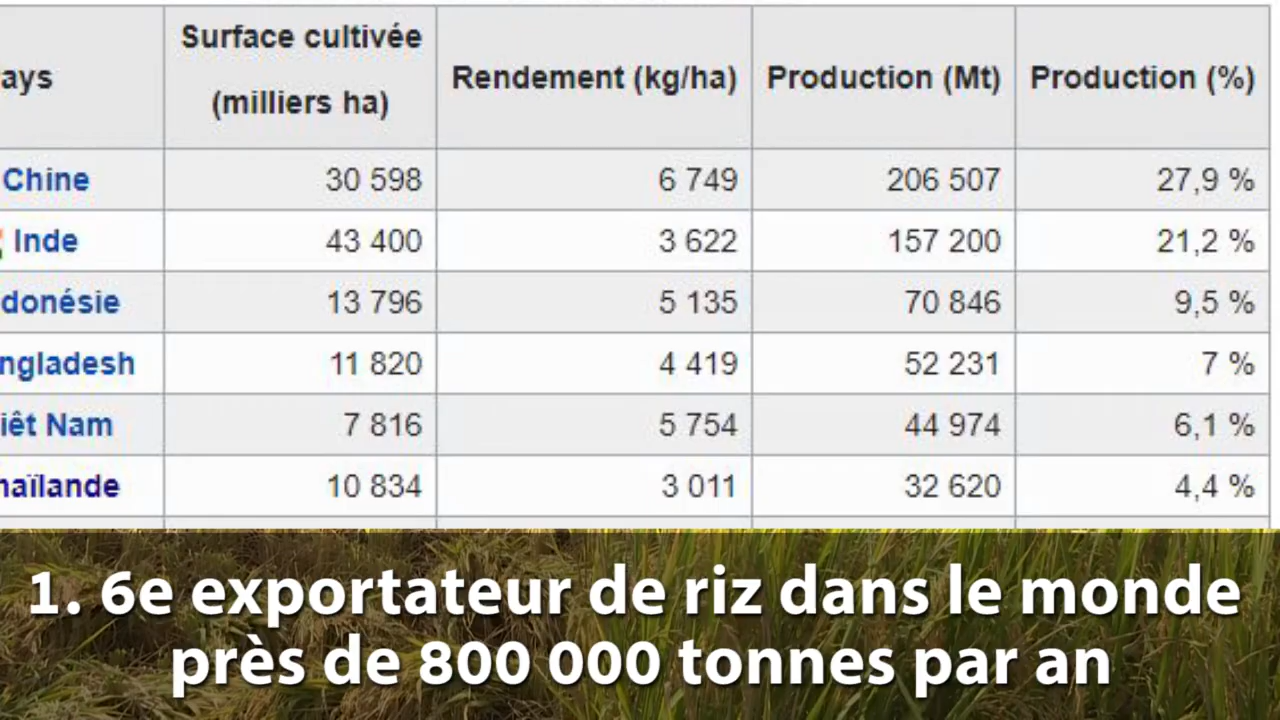 ays Surface cultivée (milliers ha) Rendement (kg/ha) Production (Mt) Production (%)
Chine 30 598 6 749 206 507 27,9 %
Inde 43 400 3 622 157 200 21,2 %
donésie 13 796 5 135 70 846 9,5 %
ngladesh 11 820 4 419 52 231 7 %
iêt Nam 7 816 5 754 44 974 6,1 %
haïlande 10 834 3 011 32 620 4,4 %
1. 6e exportateur de riz dans le monde
près de 800 000 tonnes par an